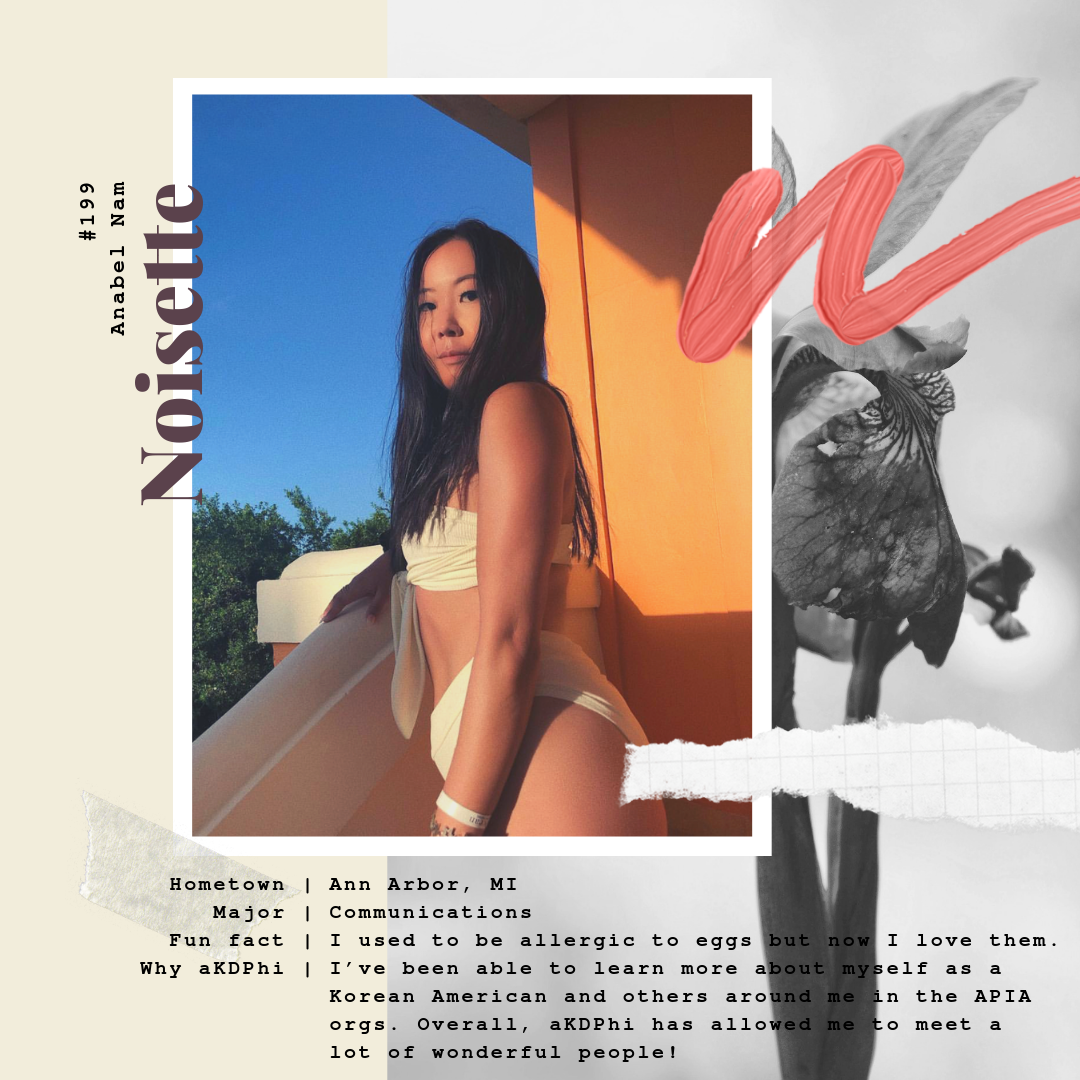 #199
Anabel Nam
Noisette
n
Hometown | Ann Arbor, MI
Major | Communications
Fun fact | I used to be allergic to eggs but now I love them.
Why aKDPhi | I’ve been able to learn more about myself as a
Korean American and others around me in the APIA
orgs. Overall, aKDPhi has allowed me to meet a
lot of wonderful people!